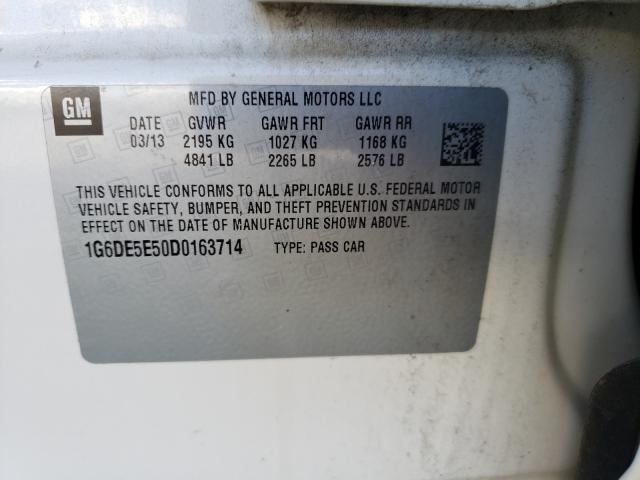 GM
MFD BY GENERAL MOTORS LLC
DATE GVWR GAWR FRT GAWR RR
03/13 2195 KG 1027 KG 1168 KG
4841 LB 2265 LB 2576 LB
THIS VEHICLE CONFORMS TO ALL APPLICABLE U.S. FEDERAL MOTOR
VEHICLE SAFETY, BUMPER, AND THEFT PREVENTION STANDARDS IN
EFFECT ON THE DATE OF MANUFACTURE SHOWN ABOVE.
1G6DE5E50D0163714 TYPE: PASS CAR